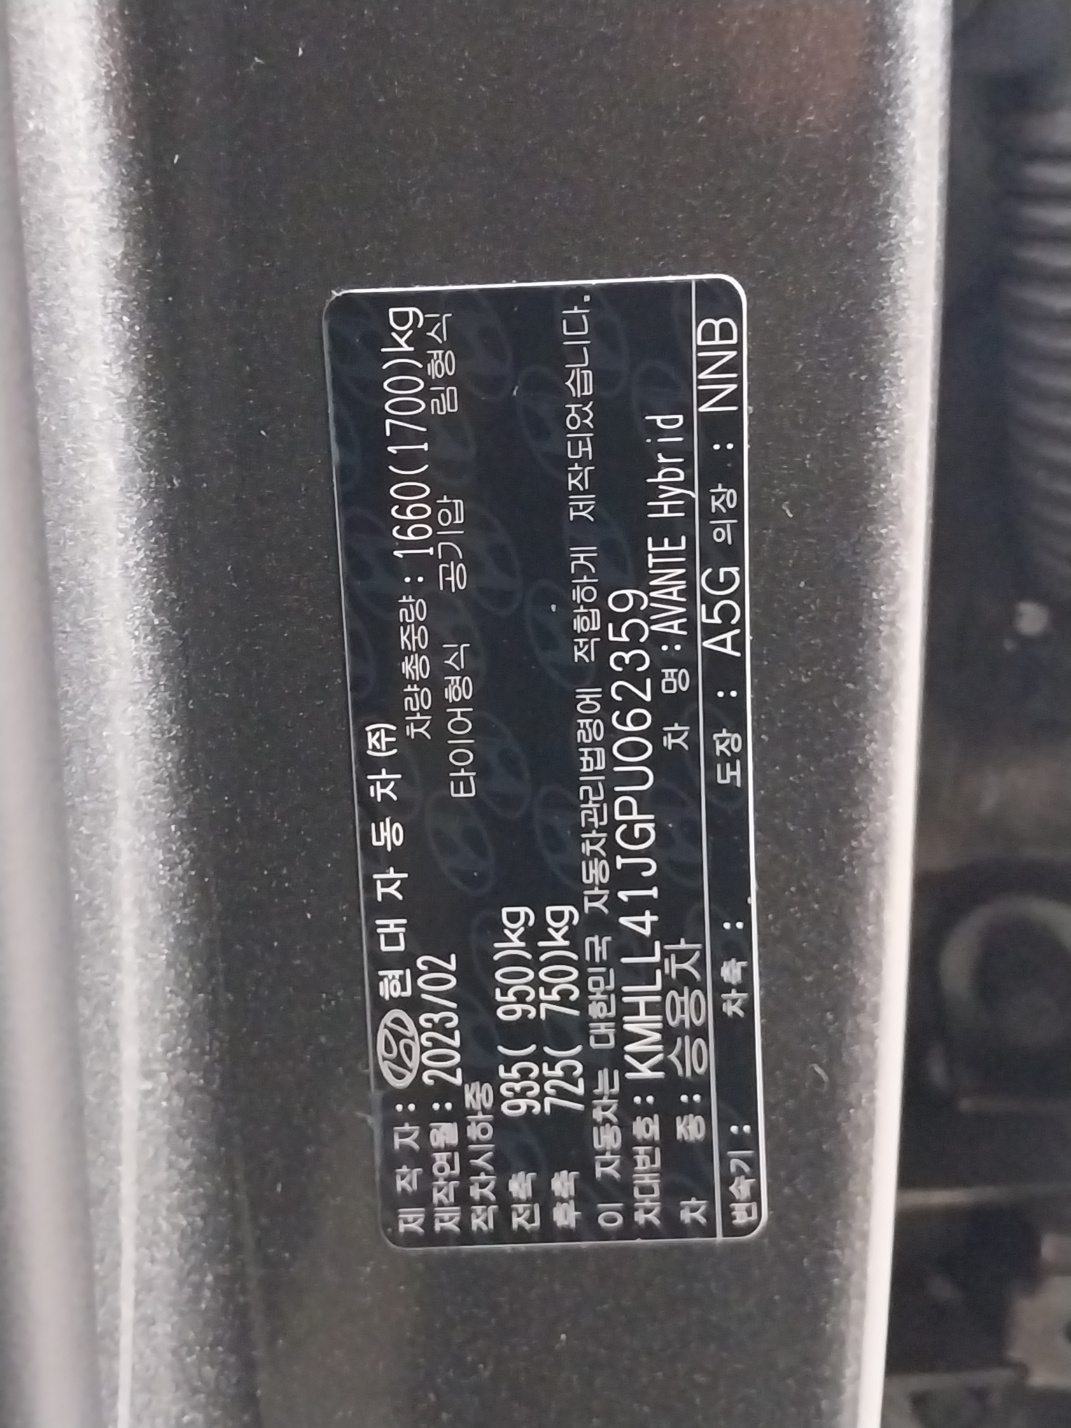 제 작 자: 현 대 자 동 차 (주)
제작연월: 2023/02 차량총중량: 1660(1700)kg
적차시하중 타이어형식 공기압 림형식
전축 935( 950)kg
후축 725( 750)kg
이 자동차는 대한민국 자동차관리법령에 적합하게 제작되었습니다.
차대번호: KMHLL41JGPU062359
차 종: 승용차 차 명:AVANTE Hybrid
변속기: 차축: 도장: A5G 의장: NNB